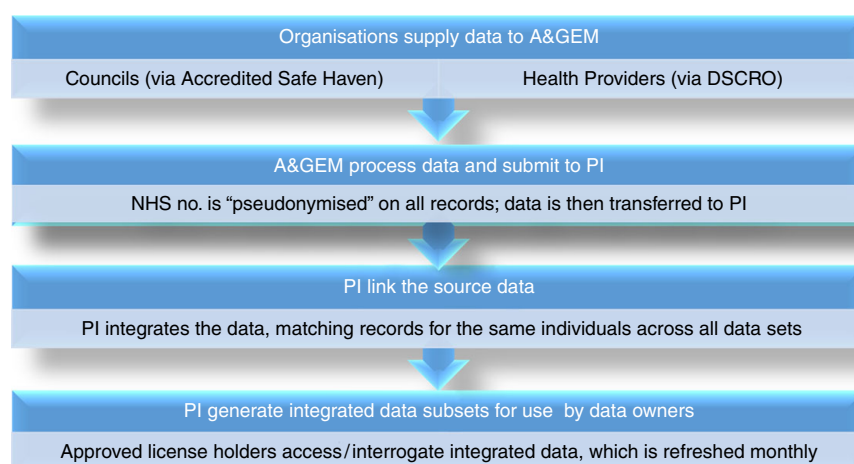 Organisations supply data to A&GEM
Councils (via Accredited Safe Haven) Health Providers (via DSCRO)
A&GEM process data and submit to PI
NHS no. is “pseudonymised” on all records; data is then transferred to PI
PI link the source data
PI integrates the data, matching records for the same individuals across all data sets
PI generate integrated data subsets for use by data owners
Approved license holders access/interrogate integrated data, which is refreshed monthly